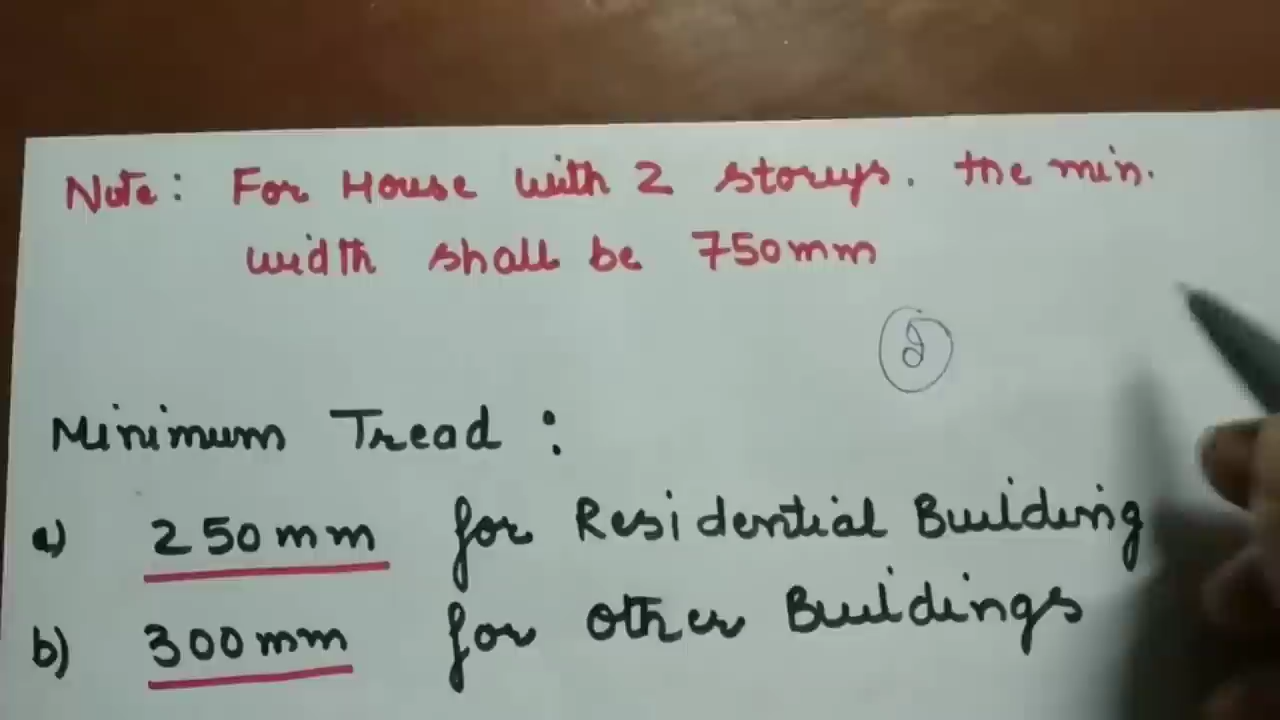 Note: For House with 2 storeys. the min.
width shall be 750mm
Minimum Tread :
a) 250mm for Residential Building
b) 300mm for other Buildings